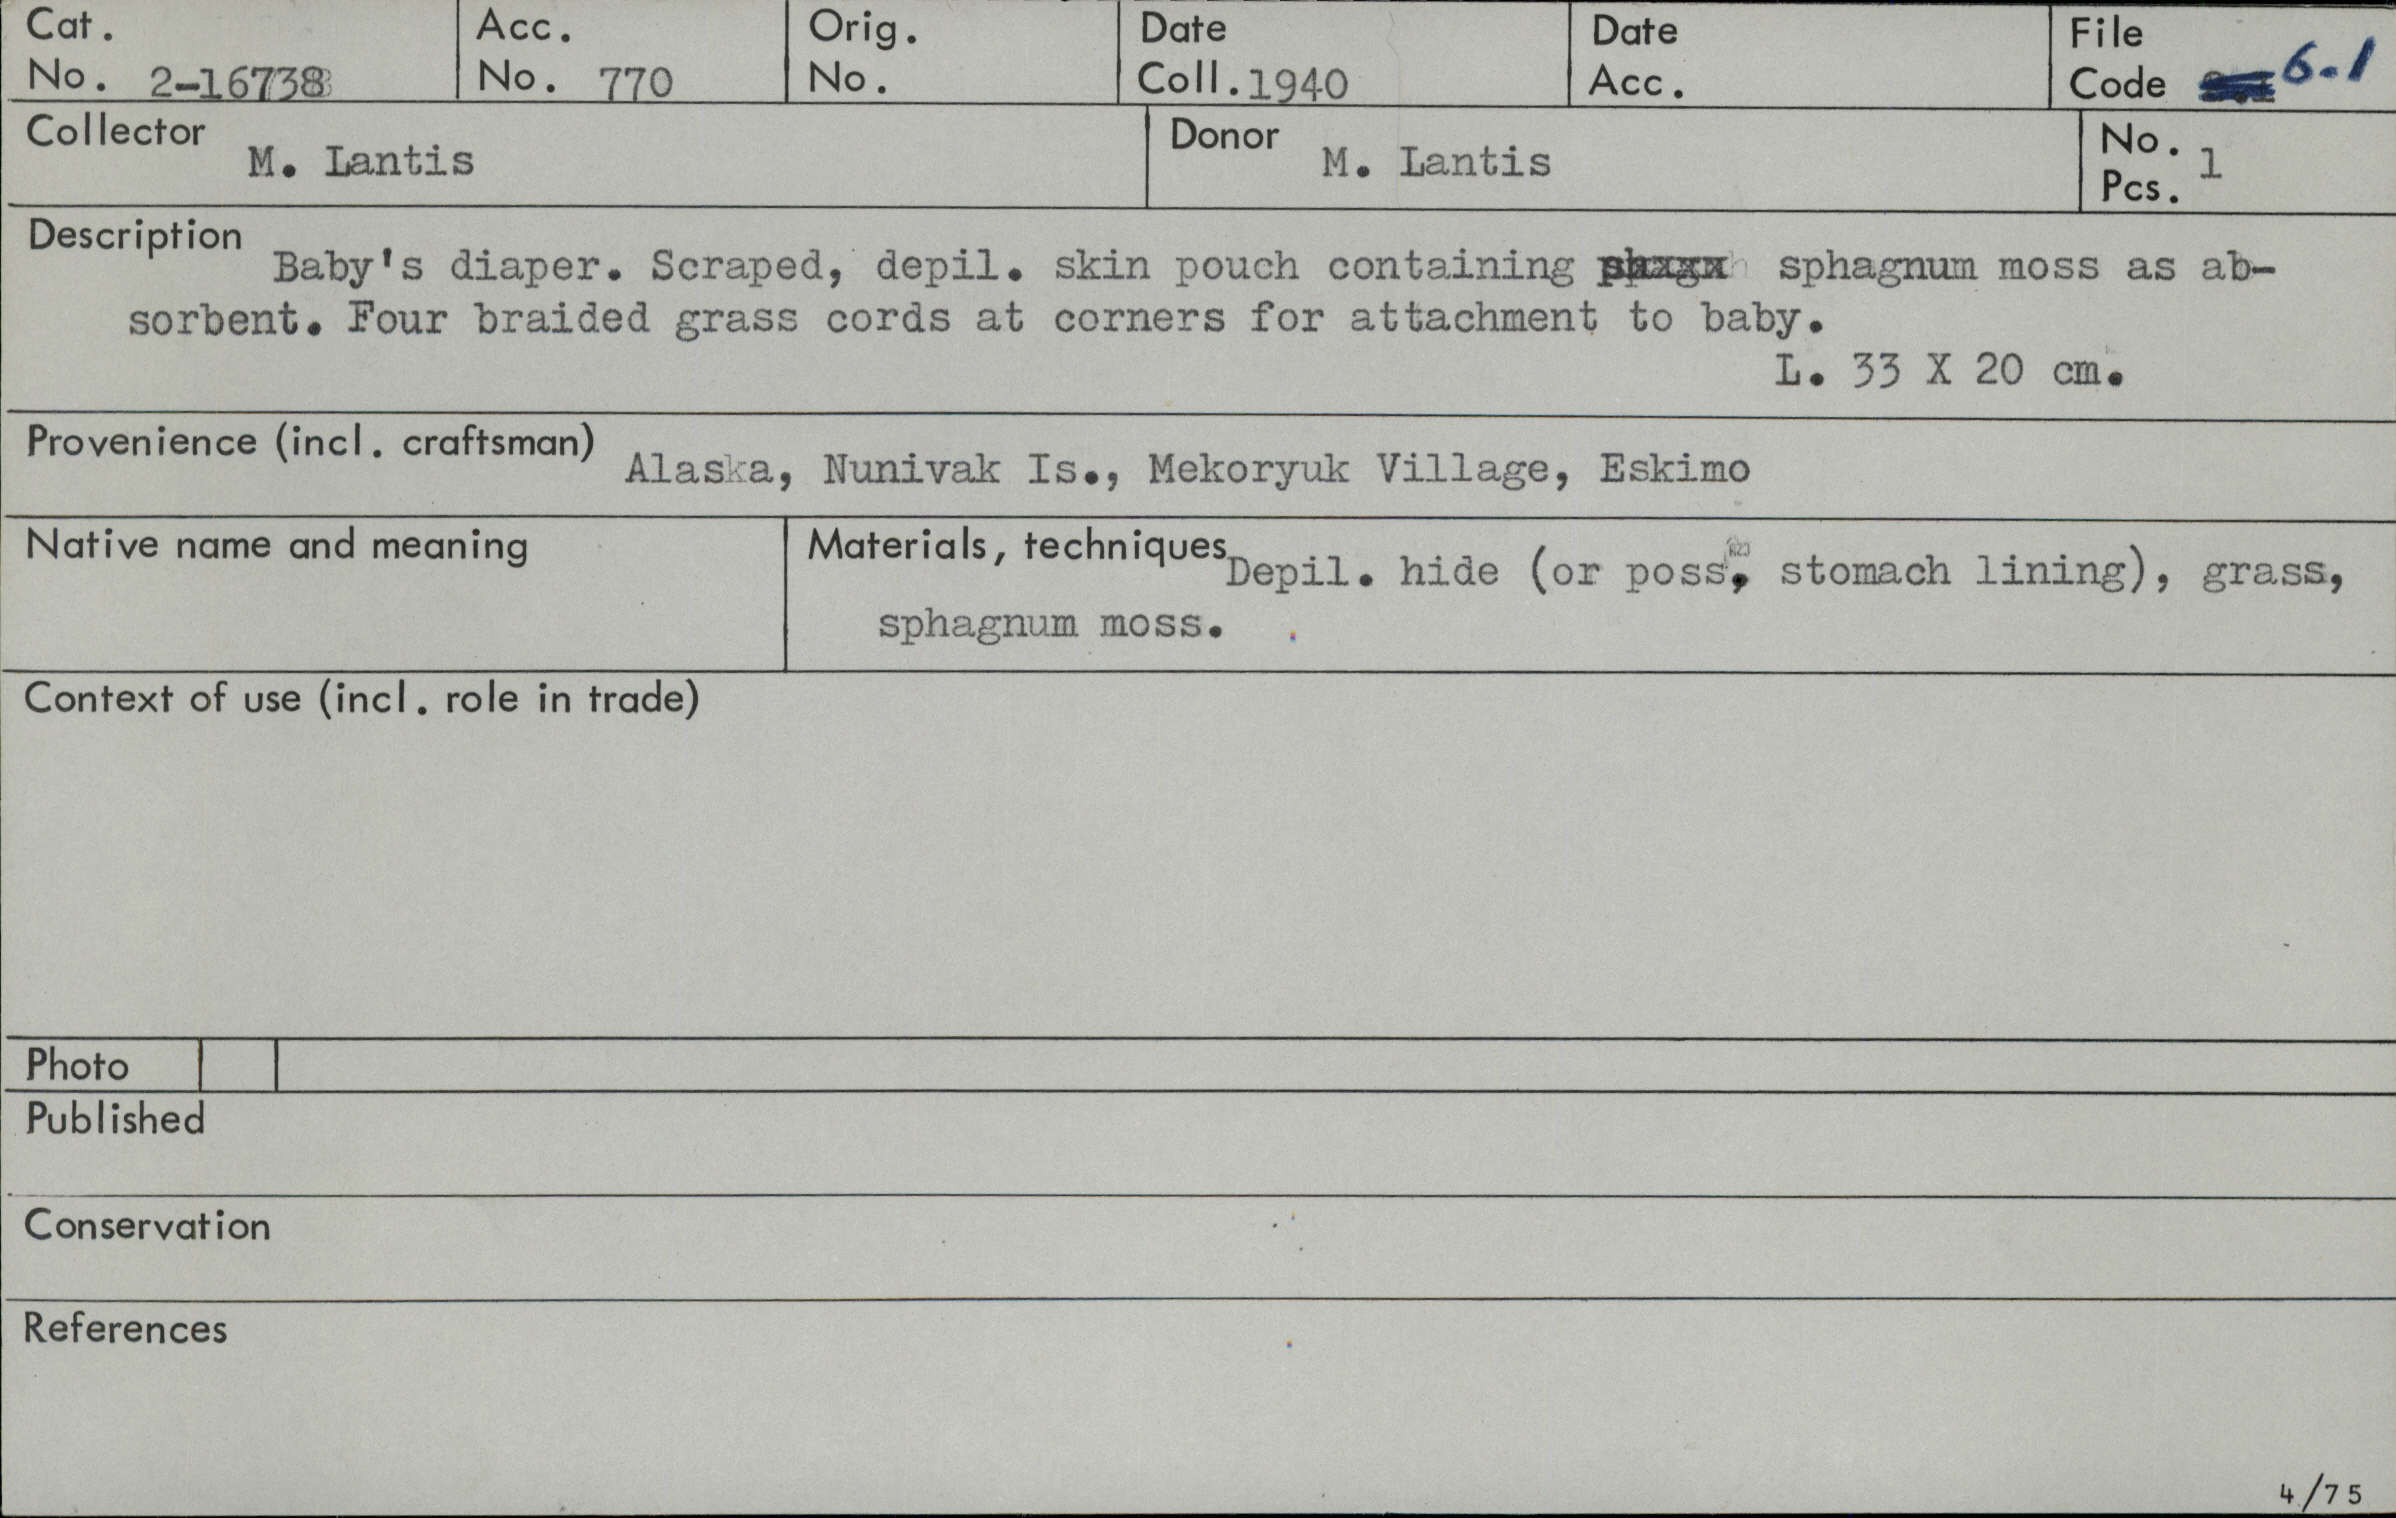 Cat. No. 2-16738
Acc. No. 770
Orig. No.
Date Coll. 1940
Date Acc.
File Code 6.1
Collector M. Lantis
Donor M. Lantis
No. Pcs. 1
Description Baby's diaper. Scraped, depil. skin pouch containing sphagnum moss as ab-
sorbent. Four braided grass cords at corners for attachment to baby.
L. 33 X 20 cm.
Provenience (incl. craftsman) Alaska, Nunivak Is., Mekoryuk Village, Eskimo
Native name and meaning
Materials, techniques Depil. hide (or poss, stomach lining), grass,
sphagnum moss.
Context of use (incl. role in trade)
Photo
Published
Conservation
References
4/75